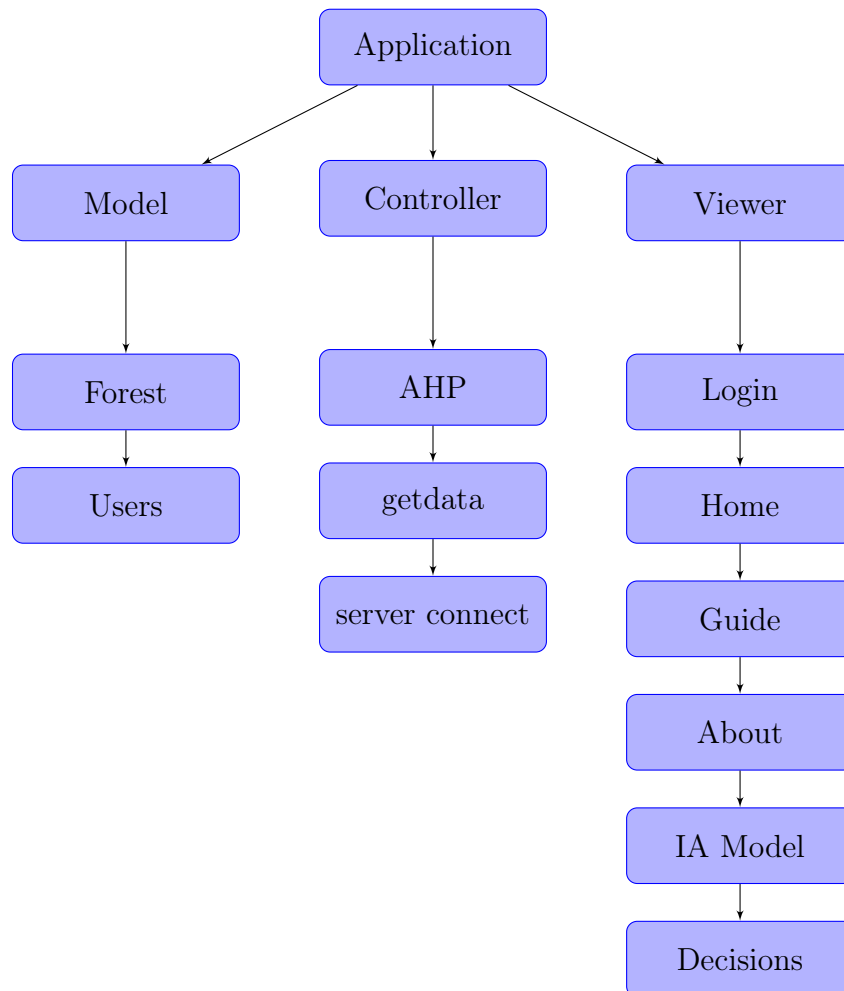 Application
Model
Controller
Viewer
Forest
AHP
Login
Users
getdata
Home
server connect
Guide
About
IA Model
Decisions